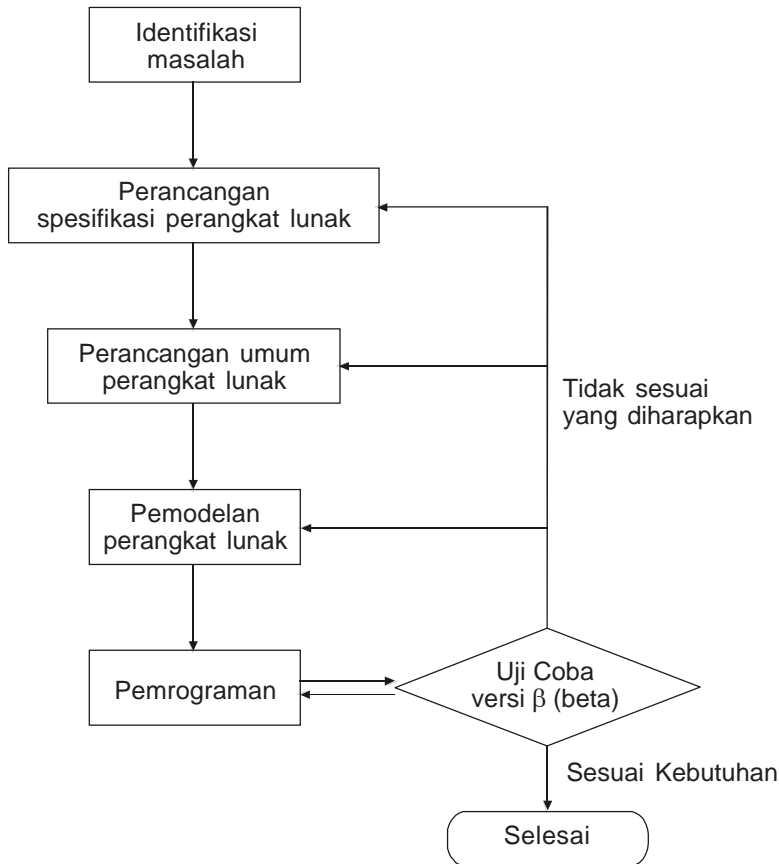 Identifikasi
masalah
Perancangan
spesifikasi perangkat lunak
Perancangan umum
perangkat lunak
Tidak sesuai
yang diharapkan
Pemodelan
perangkat lunak
Pemrograman
Uji Coba
versi β (beta)
Sesuai Kebutuhan
Selesai